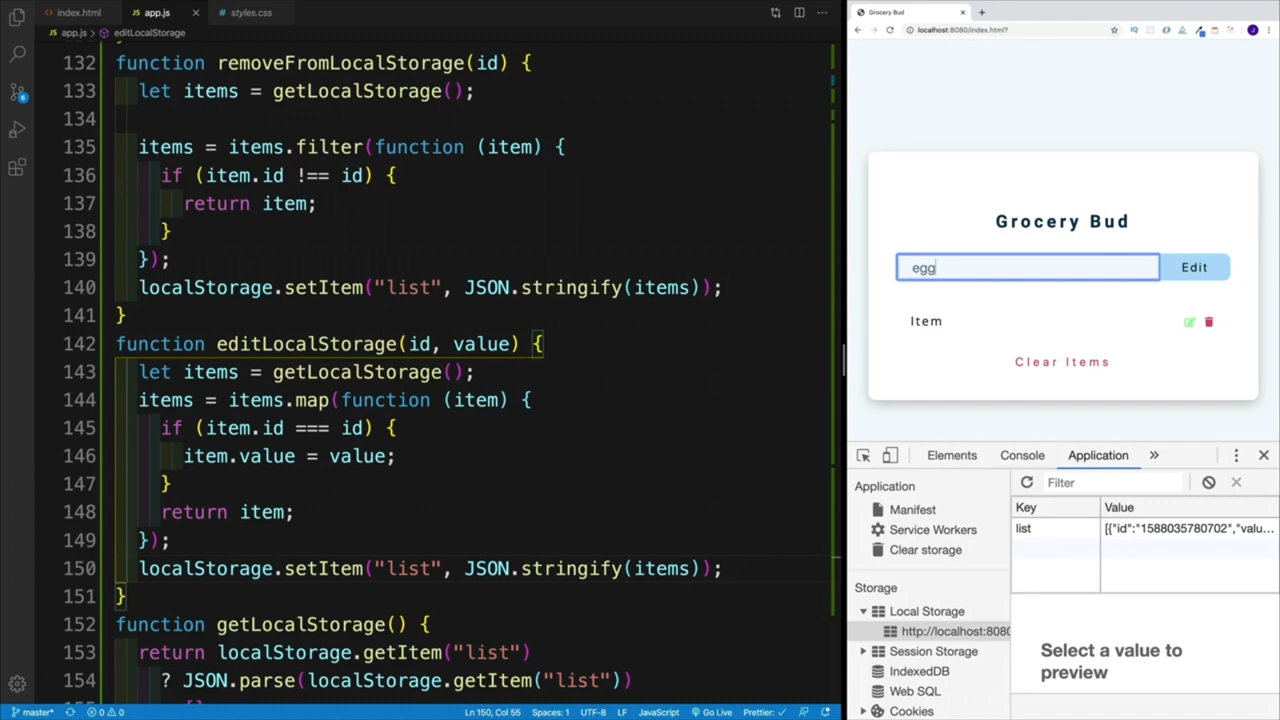 index.html
app.js
styles.css
app.js > editLocalStorage
132 function removeFromLocalStorage(id) {
133 let items = getLocalStorage();
134
135 items = items.filter(function (item) {
136 if (item.id !== id) {
137 return item;
138 }
139 });
140 localStorage.setItem("list", JSON.stringify(items));
141 }
142 function editLocalStorage(id, value) {
143 let items = getLocalStorage();
144 items = items.map(function (item) {
145 if (item.id === id) {
146 item.value = value;
147 }
148 return item;
149 });
150 localStorage.setItem("list", JSON.stringify(items));
151 }
152 function getLocalStorage() {
153 return localStorage.getItem("list")
154 ? JSON.parse(localStorage.getItem("list"))
6
master* 0 0 Ln 150, Col 55 Spaces: 1 UTF-8 LF JavaScript Go Live Prettier: ✓
Grocery Bud
localhost:8080/index.html?
J
Grocery Bud
egg
Edit
Item
Clear Items
Elements Console Application »
Application
Manifest
Service Workers
Clear storage
Storage
Local Storage
http://localhost:8080
Session Storage
IndexedDB
Web SQL
Cookies
Filter
Key Value
list [{"id":"1588035780702","valu...
Select a value to
preview